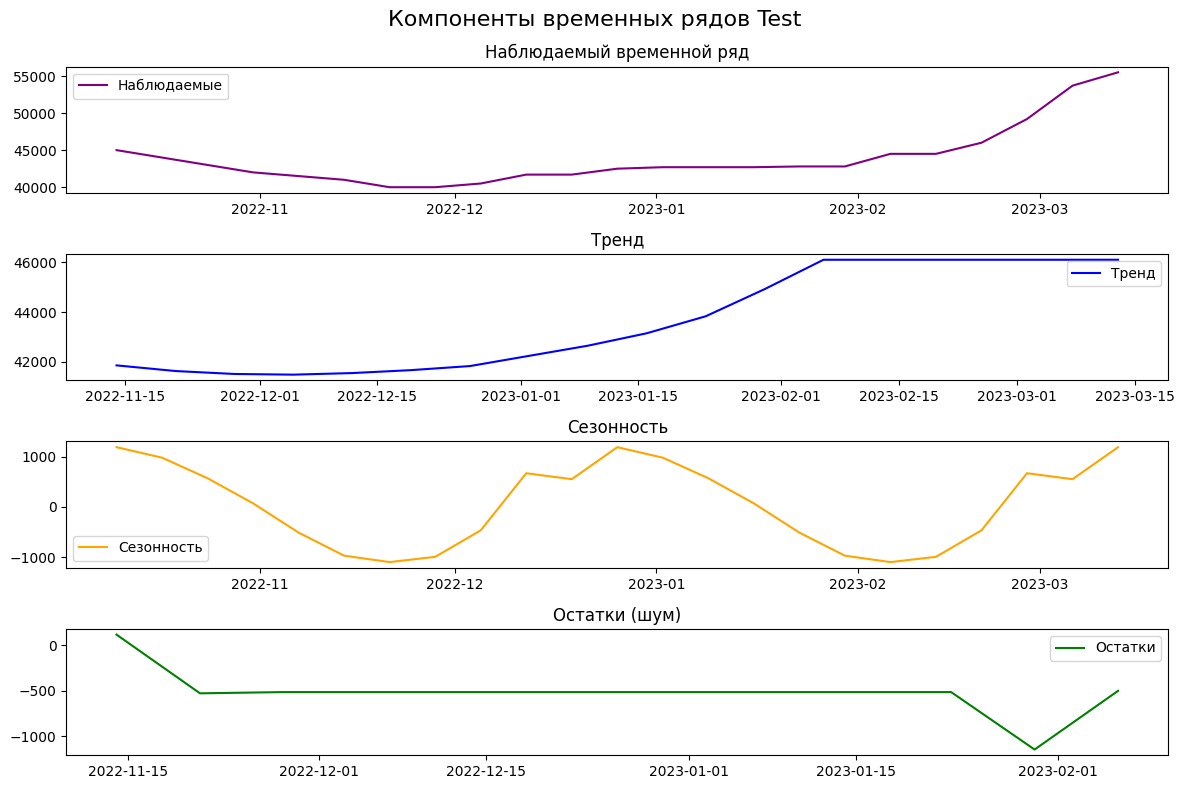 Компоненты временных рядов Test
Наблюдаемый временной ряд
Наблюдаемые
55000
50000
45000
40000
2022-11 2022-12 2023-01 2023-02 2023-03
Тренд
Тренд
46000
44000
42000
2022-11-15 2022-12-01 2022-12-15 2023-01-01 2023-01-15 2023-02-01 2023-02-15 2023-03-01 2023-03-15
Сезонность
1000
0
−1000
Сезонность
2022-11 2022-12 2023-01 2023-02 2023-03
Остатки (шум)
Остатки
0
−500
−1000
2022-11-15 2022-12-01 2022-12-15 2023-01-01 2023-01-15 2023-02-01